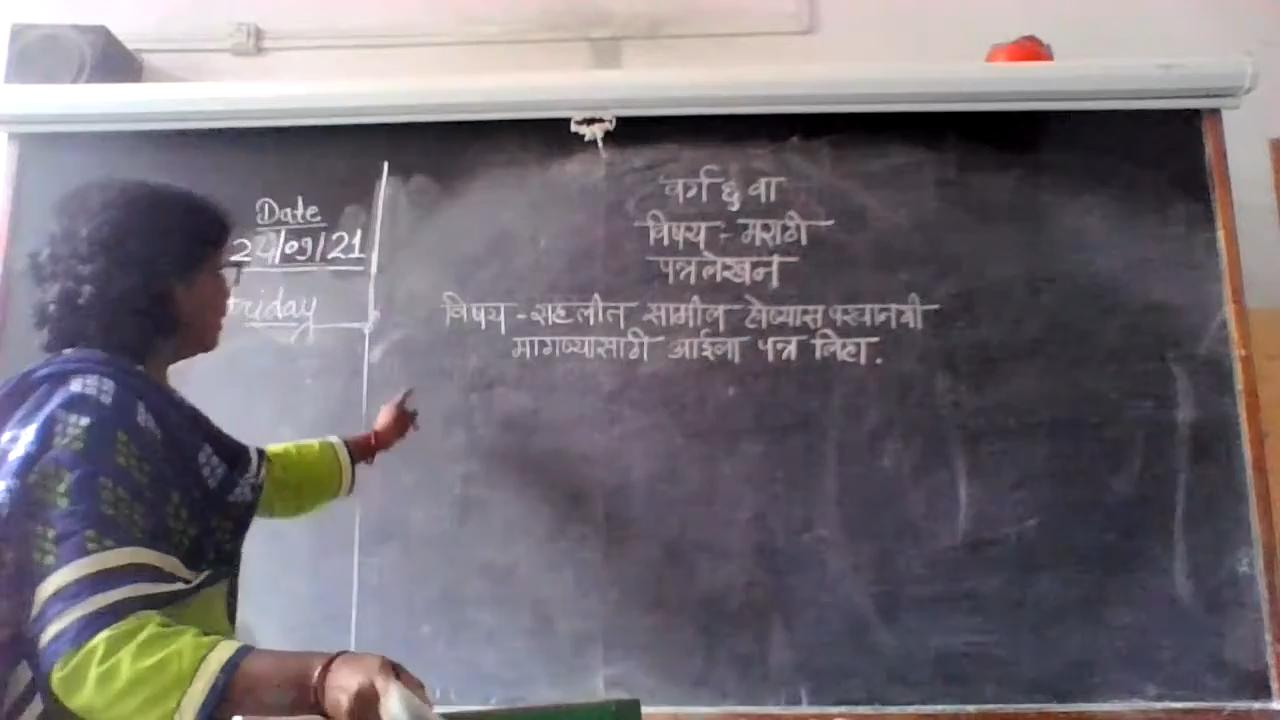 Date
24/09/21
Friday
वर्ग ६ वा
विषय :- मराठी
पत्रलेखन
विषय - सहलीत सामील होण्यास परवानगी
मागण्यासाठी आईला पत्र लिहा.